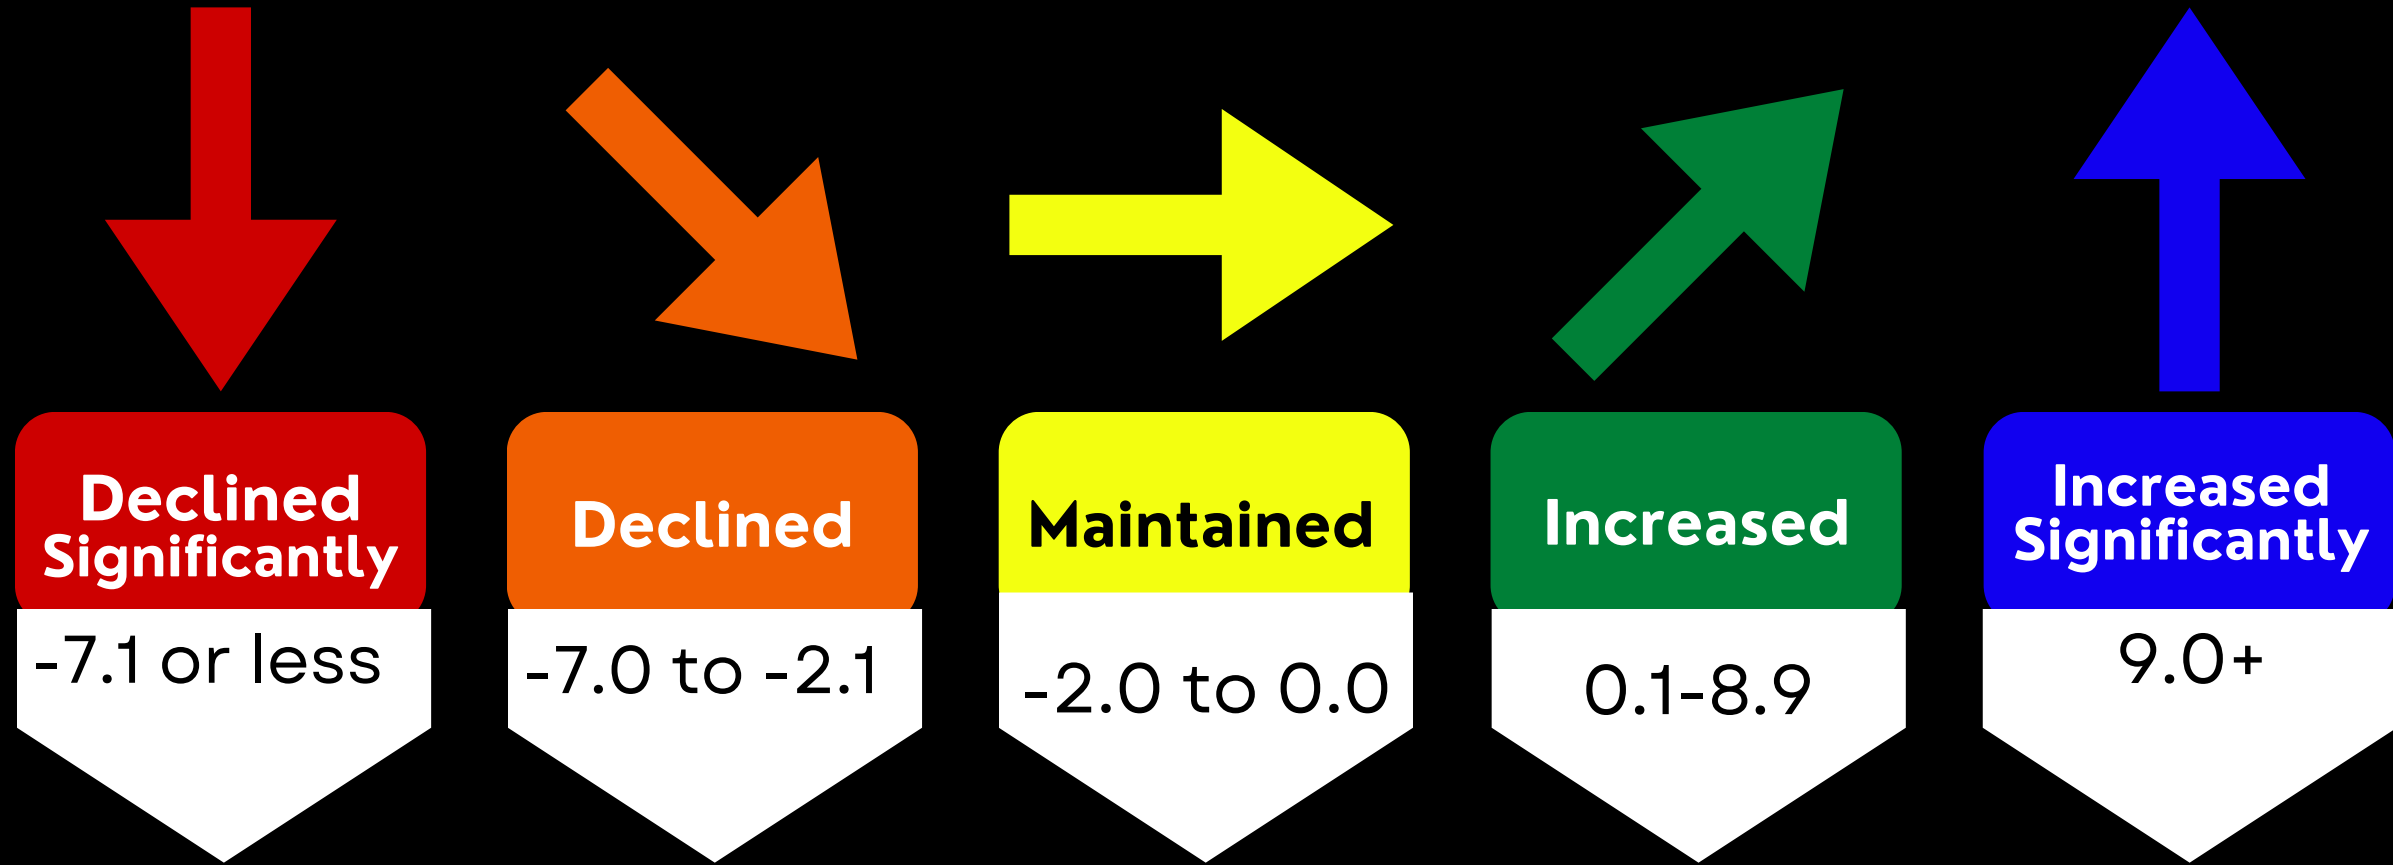 Declined
Significantly
-7.1 or less
Declined
-7.0 to -2.1
Maintained
-2.0 to 0.0
Increased
0.1-8.9
Increased
Significantly
9.0+